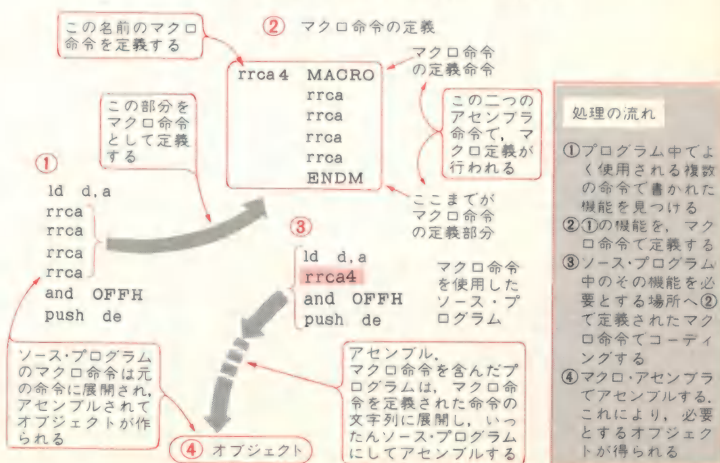 この名前のマクロ
命令を定義する
② マクロ命令の定義
rrca4 MACRO
rrca
rrca
rrca
rrca
ENDM
マクロ命令
の定義命令
この二つの
アセンブラ
命令で，マ
クロ定義が
行われる
ここまでが
マクロ命令
の定義部分
この部分を
マクロ命令
として定義
する
①
ld d,a
rrca
rrca
rrca
rrca
and OFFH
push de
③
ld d,a
rrca4
and OFFH
push de
マクロ命令
を使用した
ソース・プ
ログラム
ソース・プログラム
のマクロ命令は元
の命令に展開され，
アセンブルされて
オブジェクトが作
られる
アセンブル．
マクロ命令を含んだプ
ログラムは，マクロ命
令を定義された命令の
文字列に展開し，いっ
たんソース・プログラム
にしてアセンブルする
④ オブジェクト
処理の流れ
①プログラム中でよ
く使用される複数
の命令で書かれた
機能を見つける
②①の機能を，マク
ロ命令で定義する
③ソース・プログラム
中のその機能を必
要とする場所へ②
で定義されたマク
ロ命令でコーディ
ングする
④マクロ・アセンブラ
でアセンブルする．
これにより，必要
とするオブジェク
トが得られる